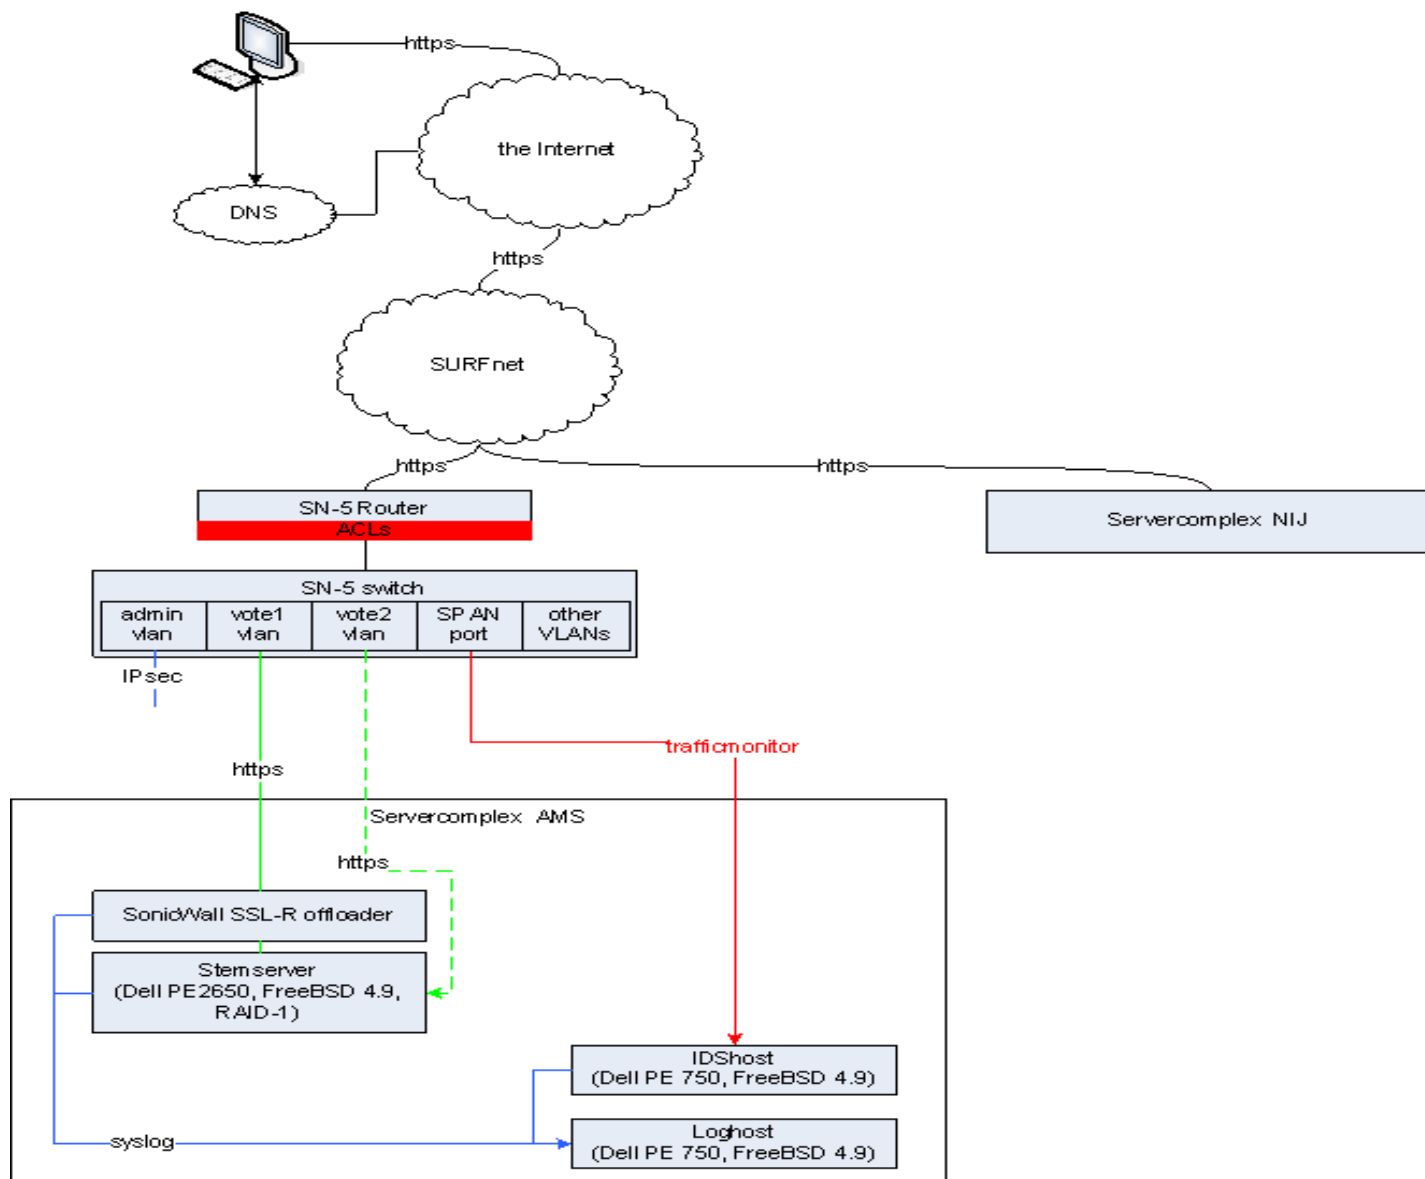 https
the Internet
DNS
https
SURFnet
https
https
SN-5 Router
ACLs
Servercomplex NIJ
SN-5 switch
admin vlan
vote1 vlan
vote2 vlan
SPAN port
other VLANs
IPsec
trafficmonitor
https
Servercomplex AMS
https
SonicWall SSL-R offloader
Stemserver
(Dell PE2650, FreeBSD 4.9,
RAID-1)
IDShost
(Dell PE 750, FreeBSD 4.9)
syslog
Loghost
(Dell PE 750, FreeBSD 4.9)